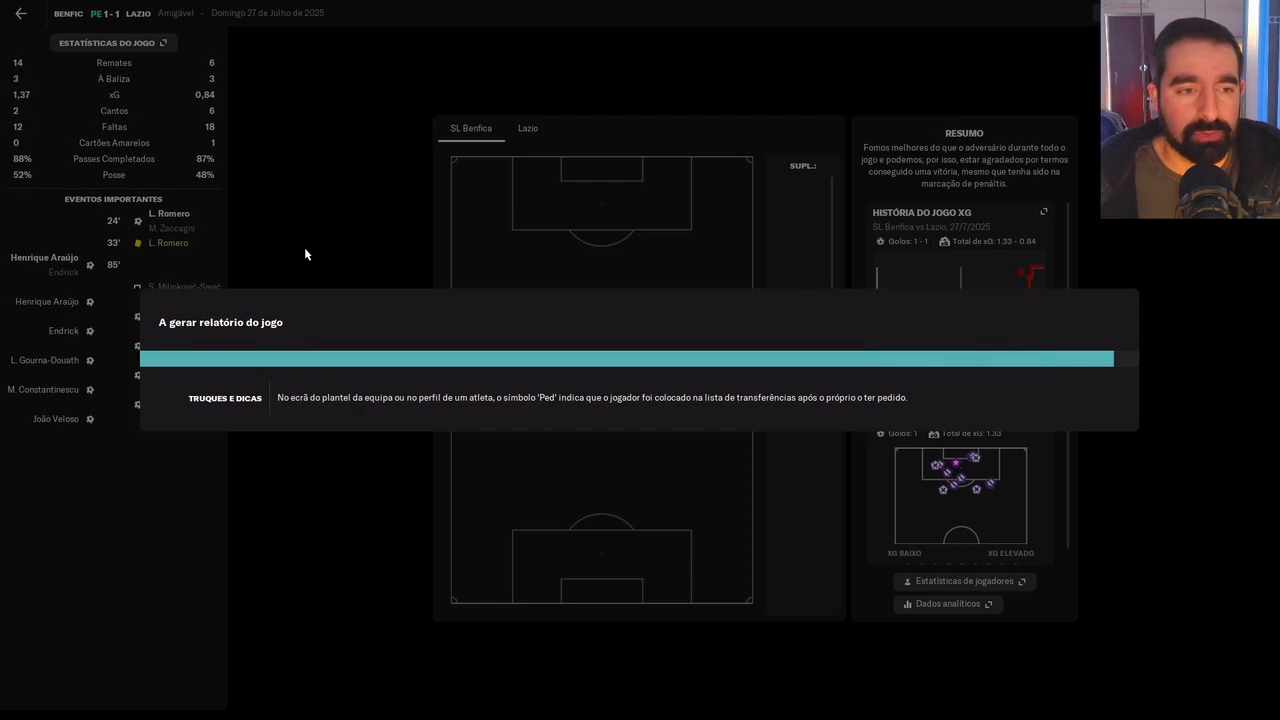 BENFIC PE 1 - 1 LAZIO Amigável - Domingo 27 de Julho de 2025
ESTATÍSTICAS DO JOGO
14 Remates 6
3 À Baliza 3
1,37 xG 0,84
2 Cantos 6
12 Faltas 18
0 Cartões Amarelos 1
88% Passes Completados 87%
52% Posse 48%
EVENTOS IMPORTANTES
24' L. Romero
M. Zaccagni
33' L. Romero
Henrique Araújo
Endrick
85'
S. Milinković-Savić
Henrique Araújo
Endrick
L. Gourna-Douath
M. Constantinescu
João Veloso
SL Benfica Lazio
SUPL.:
RESUMO
Fomos melhores do que o adversário durante todo o
jogo e podemos, por isso, estar agradados por termos
conseguido uma vitória, mesmo que tenha sido na
marcação de penáltis.
HISTÓRIA DO JOGO XG
SL Benfica vs Lazio, 27/7/2025
Golos: 1 - 1 Total de xG: 1.33 - 0.84
A gerar relatório do jogo
TRUQUES E DICAS No ecrã do plantel da equipa ou no perfil de um atleta, o símbolo 'Ped' indica que o jogador foi colocado na lista de transferências após o próprio o ter pedido.
Golos: 1 Total de xG: 1.33
XG BAIXO XG ELEVADO
Estatísticas de jogadores
Dados analíticos